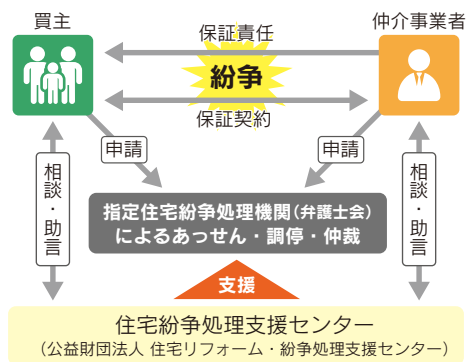 買主
仲介事業者
保証責任
紛争
保証契約
申請
申請
相談・助言
相談・助言
指定住宅紛争処理機関(弁護士会)
によるあっせん・調停・仲裁
支援
住宅紛争処理支援センター
(公益財団法人 住宅リフォーム・紛争処理支援センター)